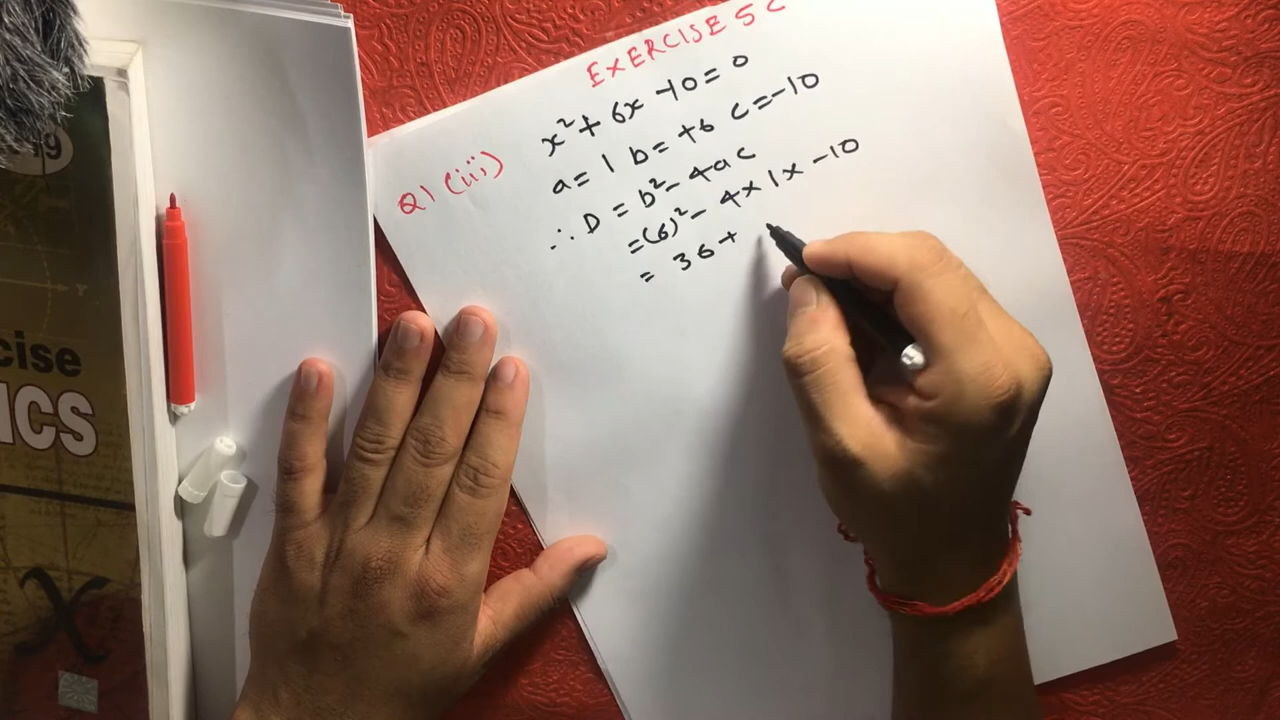 EXERCISE 5C
Q1(iii)
x² + 6x - 10 = 0
a = 1 b = +6 c = -10
∴ D = b² - 4ac
= (6)² - 4 × 1 × -10
= 36 +
9
cise
ICS
X